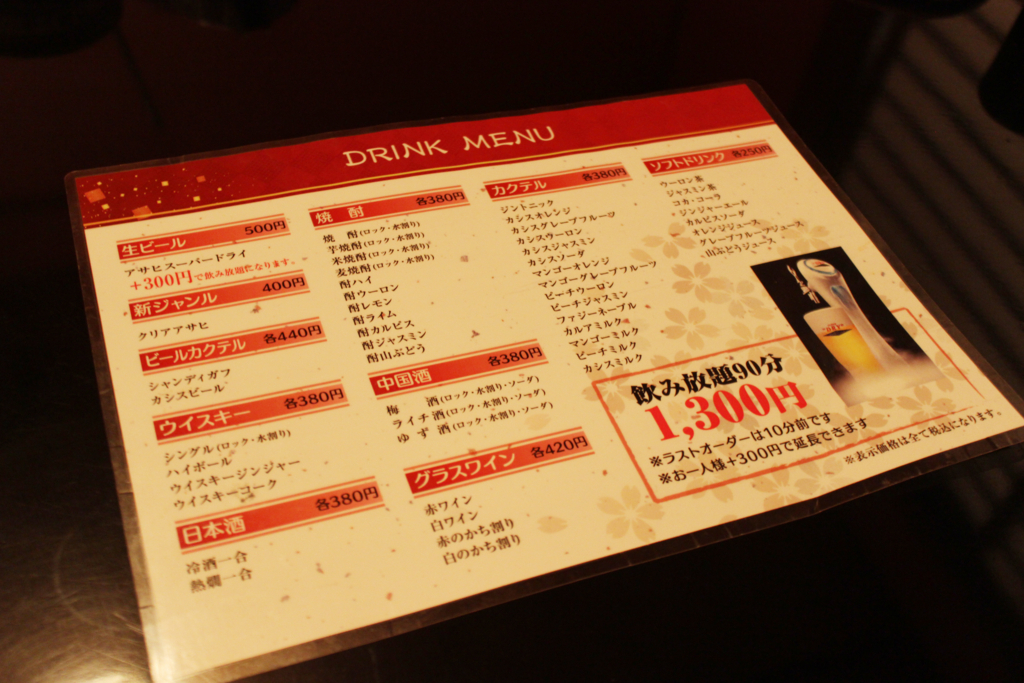 DRINK MENU
生ビール 500円
アサヒスーパードライ
+300円で飲み放題になります。
新ジャンル 400円
クリアアサヒ
ビールカクテル 各440円
シャンディガフ
カシスビール
ウイスキー 各380円
シングル(ロック・水割り)
ハイボール
ウイスキージンジャー
ウイスキーコーク
日本酒 各380円
冷酒一合
熱燗一合
焼 酎 各380円
焼 酎(ロック・水割り)
芋焼酎(ロック・水割り)
米焼酎(ロック・水割り)
麦焼酎(ロック・水割り)
酎ハイ
酎ウーロン
酎レモン
酎ライム
酎カルピス
酎ジャスミン
酎山ぶどう
中国酒 各380円
梅 酒(ロック・水割り・ソーダ)
ライチ酒(ロック・水割り・ソーダ)
ゆず酒(ロック・水割り・ソーダ)
グラスワイン 各420円
赤ワイン
白ワイン
赤のかち割り
白のかち割り
カクテル 各380円
ジントニック
カシスオレンジ
カシスグレープフルーツ
カシスウーロン
カシスジャスミン
カシスソーダ
マンゴーオレンジ
マンゴーグレープフルーツ
ピーチウーロン
ピーチジャスミン
ファジーネーブル
カルアミルク
マンゴーミルク
ピーチミルク
カシスミルク
ソフトドリンク 各250円
ウーロン茶
ジャスミン茶
コカ・コーラ
ジンジャーエール
カルピスソーダ
オレンジジュース
グレープフルーツジュース
山ぶどうジュース
飲み放題90分
1,300円
※ラストオーダーは10分前です
※お一人様+300円で延長できます
※表示価格は全て税込になります。